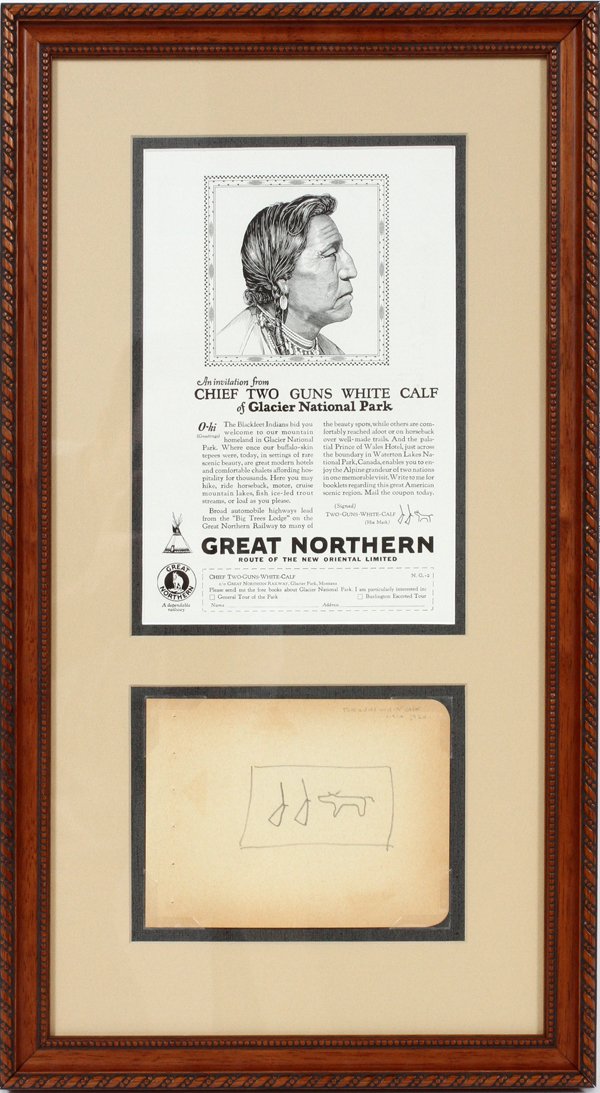 An invitation from
CHIEF TWO GUNS WHITE CALF
of Glacier National Park
O-hi The Blackfeet Indians bid you
(Greetings) welcome to our mountain
homeland in Glacier National
Park. Where once our buffalo-skin
tepees were, today, in settings of rare
scenic beauty, are great modern hotels
and comfortable chalets affording hos-
pitality for thousands. Here you may
hike, ride horseback, motor, cruise
mountain lakes, fish ice-fed trout
streams, or loaf as you please.
Broad automobile highways lead
from the "Big Trees Lodge" on the
Great Northern Railway to many of
the beauty spots, while others are com-
fortably reached afoot or on horseback
over well-made trails. And the pala-
tial Prince of Wales Hotel, just across
the boundary in Waterton Lakes Na-
tional Park, Canada, enables you to en-
joy the Alpine grandeur of two nations
in one memorable visit. Write to me for
booklets regarding this great American
scenic region. Mail the coupon today.
(Signed)
TWO-GUNS-WHITE-CALF
(His Mark)
GREAT NORTHERN
ROUTE OF THE NEW ORIENTAL LIMITED
GREAT
NORTHERN
A dependable
railway
CHIEF TWO-GUNS-WHITE-CALF N. G.-2
c/o GREAT NORTHERN RAILWAY, Glacier Park, Montana
Please send me the free books about Glacier National Park. I am particularly interested in:
General Tour of the Park Burlington Escorted Tour
Name Address